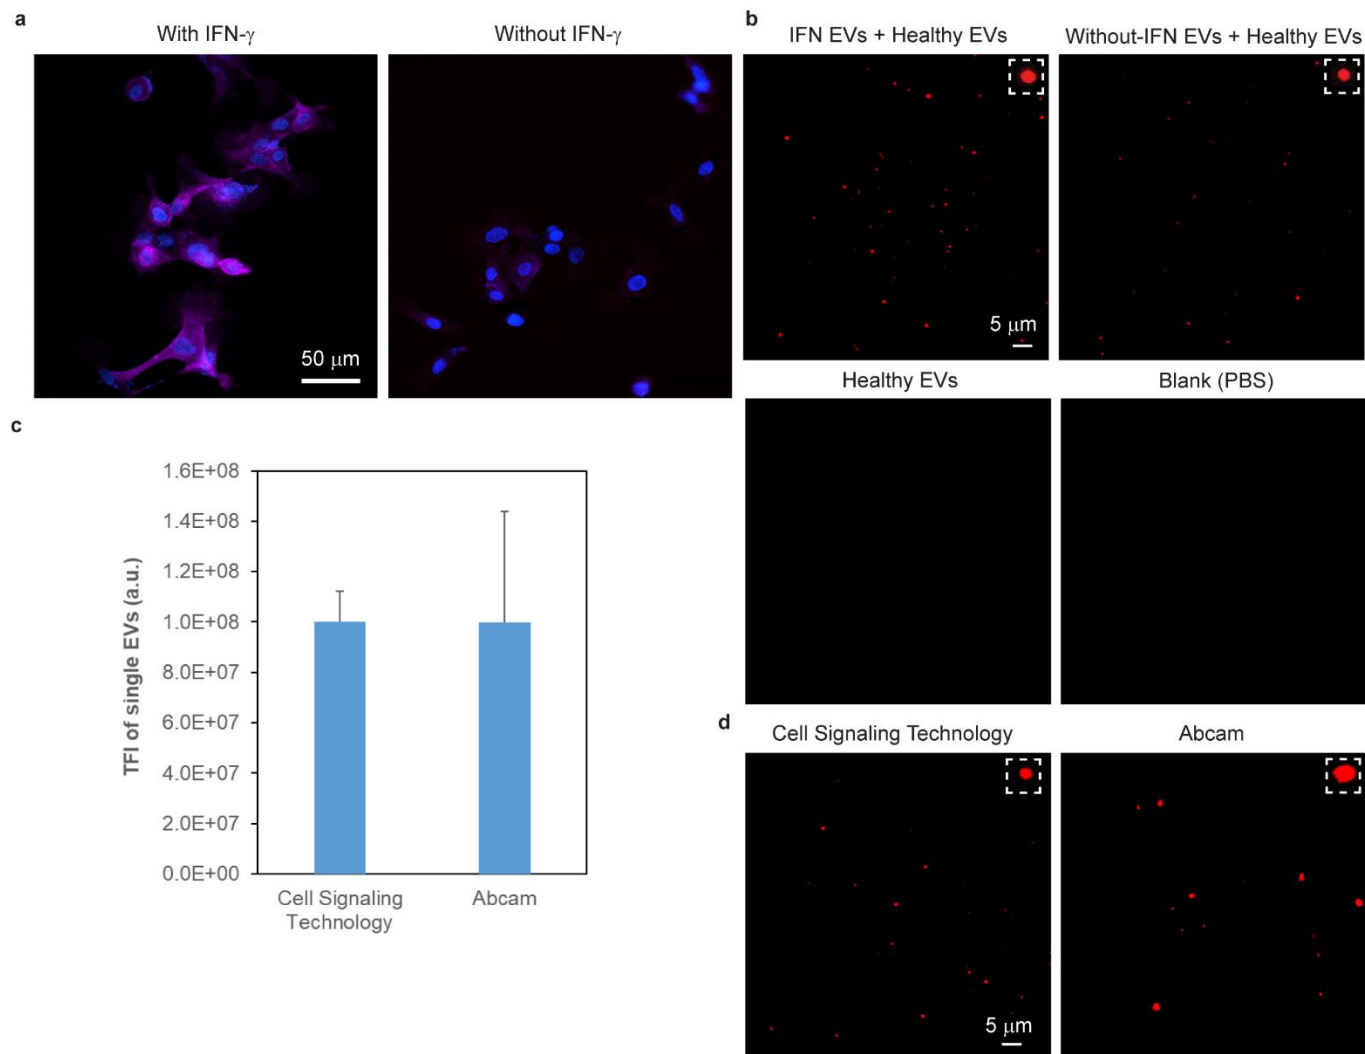 a
With IFN-γ
Without IFN-γ
50 μm
b
IFN EVs + Healthy EVs
Without-IFN EVs + Healthy EVs
5 μm
Healthy EVs
Blank (PBS)
c
TFI of single EVs (a.u.)
1.6E+08
1.4E+08
1.2E+08
1.0E+08
8.0E+07
6.0E+07
4.0E+07
2.0E+07
0.0E+00
Cell Signaling
Technology
Abcam
d
Cell Signaling Technology
Abcam
5 μm